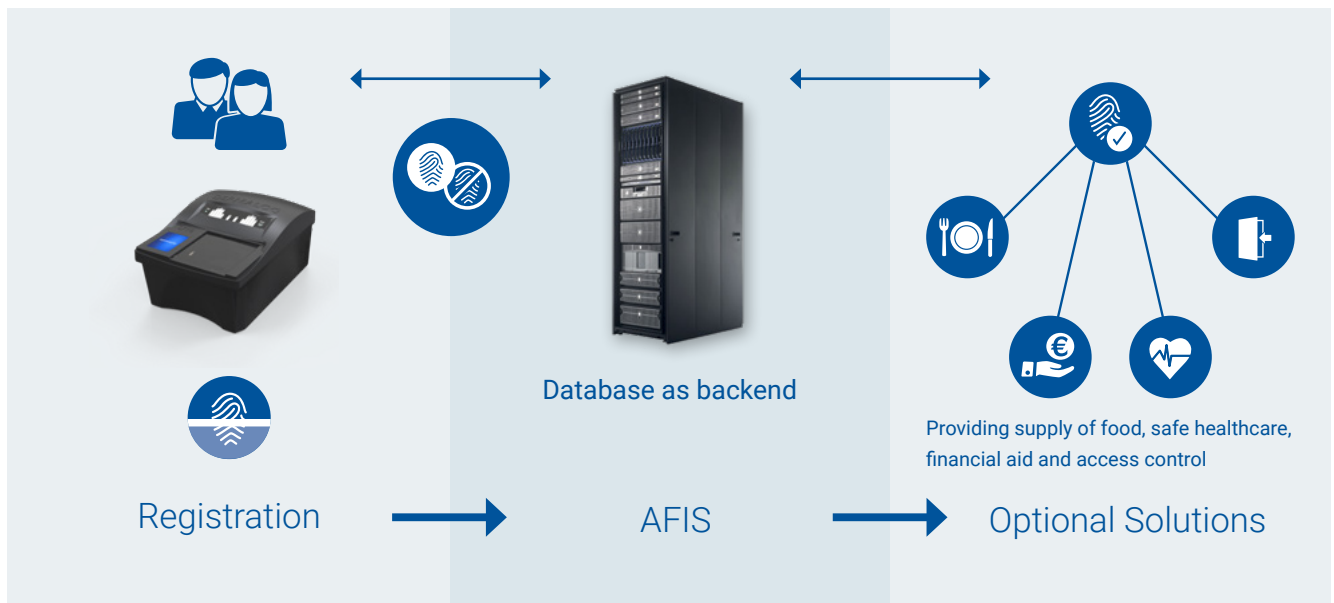 Database as backend
Providing supply of food, safe healthcare,
financial aid and access control
Registration
AFIS
Optional Solutions